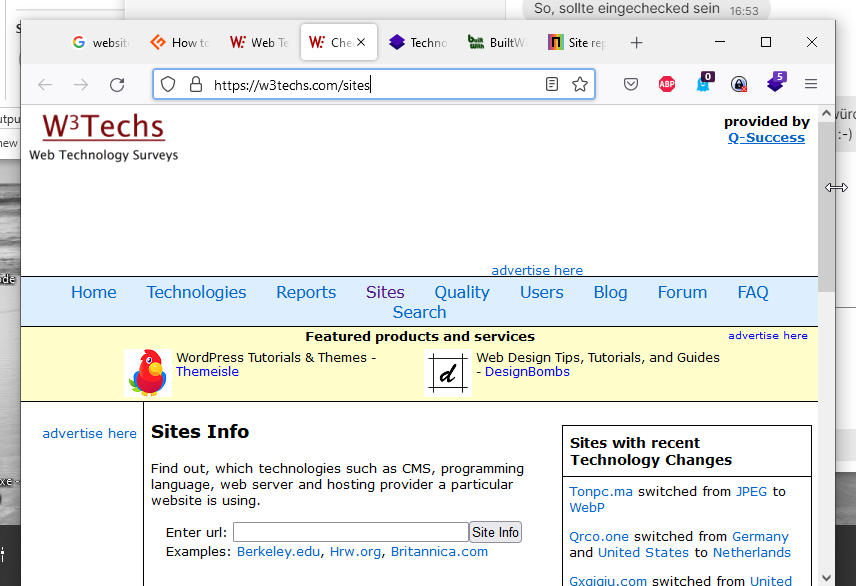 So, sollte eingechecked sein 16:53
websit
How to
Web Te
Che
Techno
BuiltW
Site rep
https://w3techs.com/sites
ABP
0
5
W3Techs
Web Technology Surveys
provided by
Q-Success
:-)
advertise here
Home Technologies Reports Sites Quality Users Blog Forum FAQ
Search
Featured products and services
advertise here
WordPress Tutorials & Themes -
Themeisle
Web Design Tips, Tutorials, and Guides
- DesignBombs
advertise here
Sites Info
Find out, which technologies such as CMS, programming
language, web server and hosting provider a particular
website is using.
Enter url: Site Info
Examples: Berkeley.edu, Hrw.org, Britannica.com
Sites with recent
Technology Changes
Tonpc.ma switched from JPEG to
WebP
Qrco.one switched from Germany
and United States to Netherlands
Gxqiqiu.com switched from United